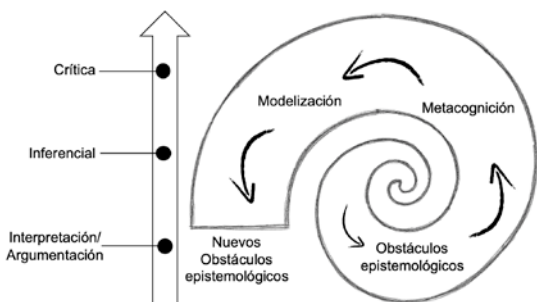 Crítica
Inferencial
Interpretación/
Argumentación
Modelización
Metacognición
Nuevos
Obstáculos
epistemológicos
Obstáculos
epistemológicos